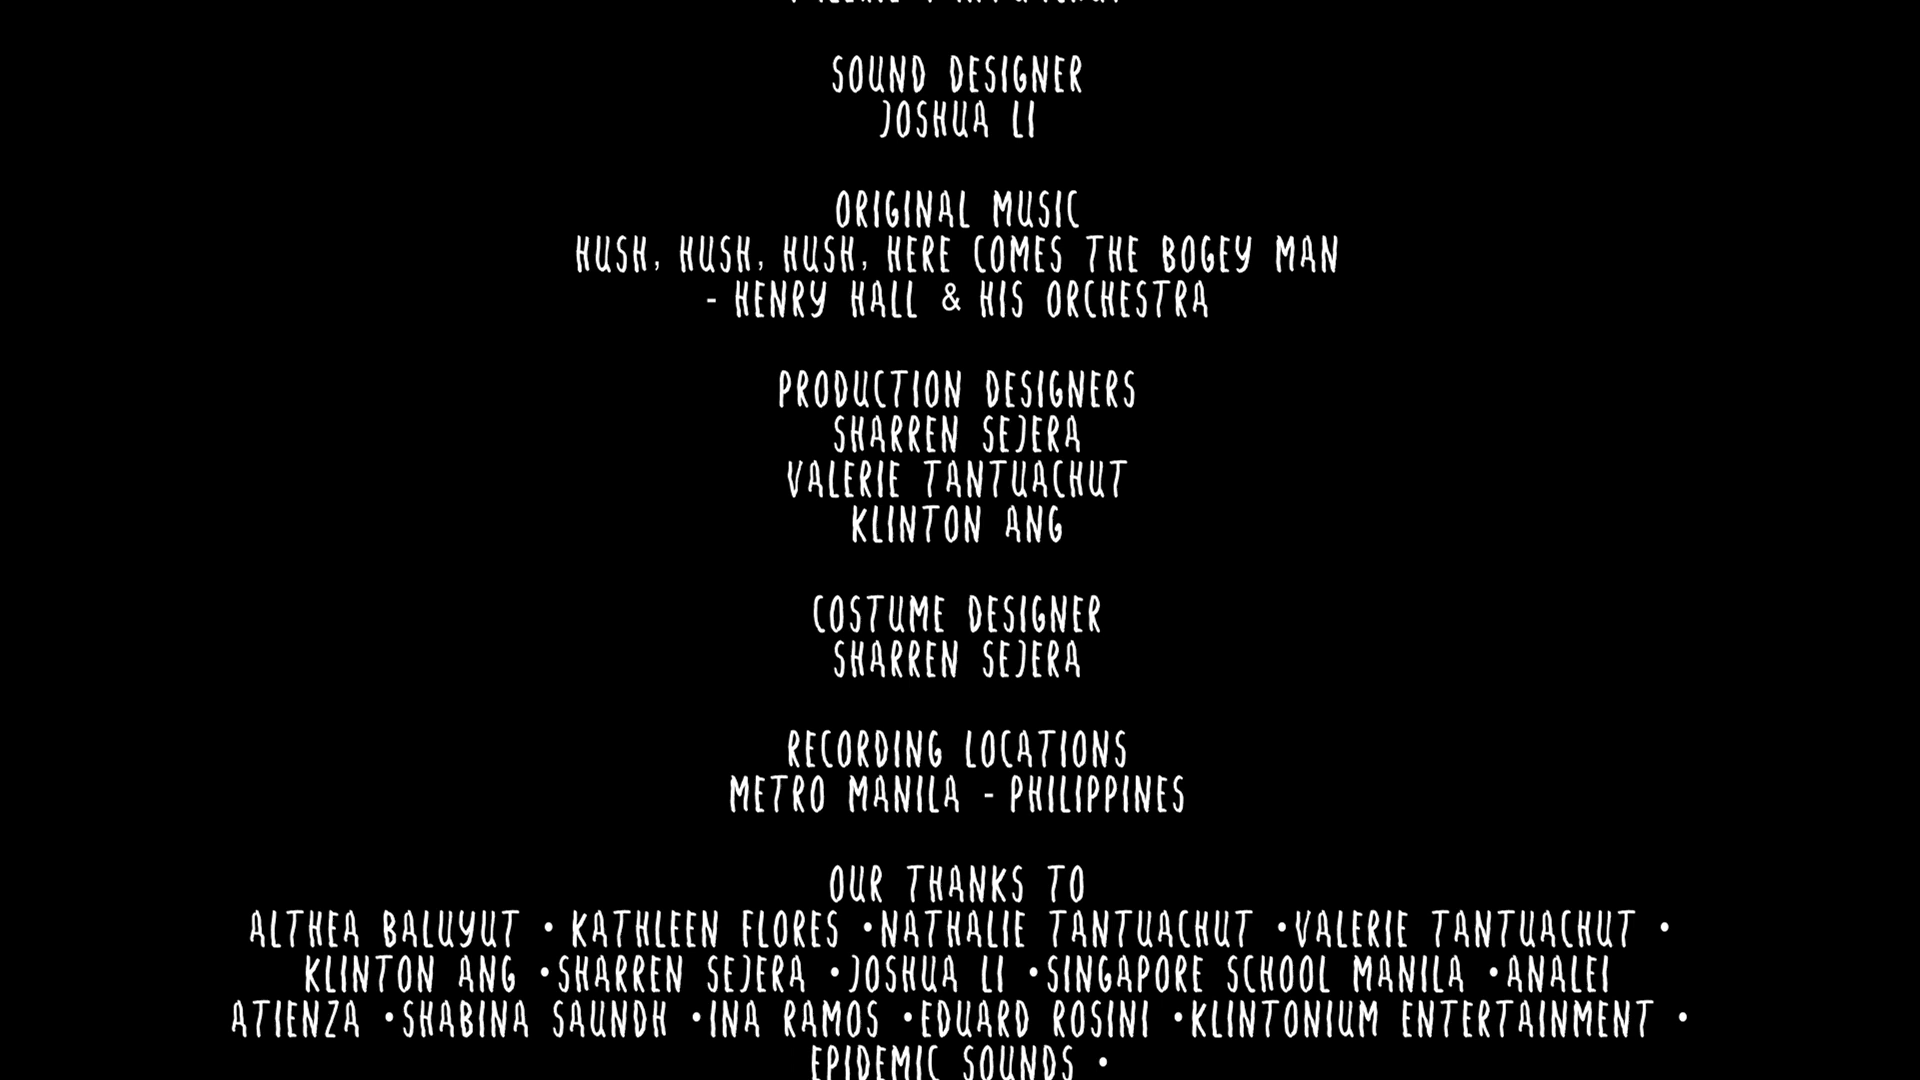 SOUND DESIGNER
JOSHUA LI
ORIGINAL MUSIC
HUSH, HUSH, HUSH, HERE COMES THE BOGEY MAN
- HENRY HALL & HIS ORCHESTRA
PRODUCTION DESIGNERS
SHARREN SEJERA
VALERIE TANTUACHUT
KLINTON ANG
COSTUME DESIGNER
SHARREN SEJERA
RECORDING LOCATIONS
METRO MANILA - PHILIPPINES
OUR THANKS TO
ALTHEA BALUYUT • KATHLEEN FLORES •NATHALIE TANTUACHUT •VALERIE TANTUACHUT •
KLINTON ANG •SHARREN SEJERA •JOSHUA LI •SINGAPORE SCHOOL MANILA •ANALEI
ATIENZA •SHABINA SAUNDH •INA RAMOS •EDUARD ROSINI •KLINTONIUM ENTERTAINMENT •
EPIDEMIC SOUNDS •